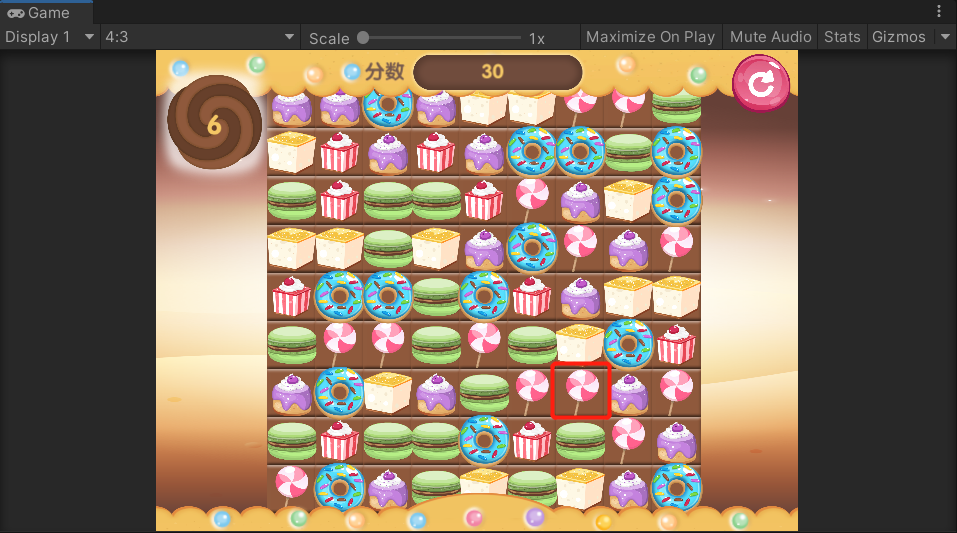 Game
Display 1 4:3 Scale 1x Maximize On Play Mute Audio Stats Gizmos
分数 30
6